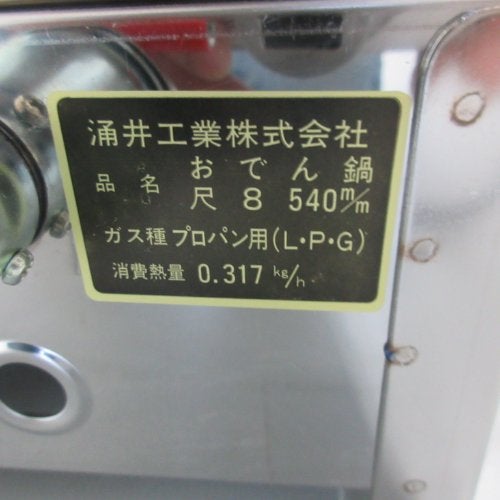 涌井工業株式会社
品名 おでん鍋
尺8 540m/m
ガス種 プロパン用(L・P・G)
消費熱量 0.317 kg/h